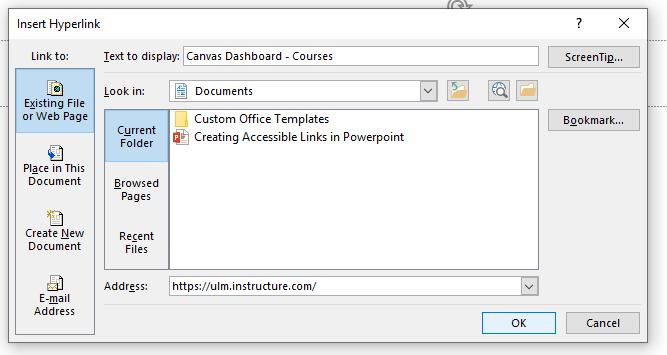 Insert Hyperlink
Link to:
Text to display:
Canvas Dashboard - Courses
ScreenTip...
Existing File
or Web Page
Place in This
Document
Create New
Document
E-mail
Address
Look in:
Documents
Current
Folder
Browsed
Pages
Recent
Files
Custom Office Templates
Creating Accessible Links in Powerpoint
Bookmark...
Address:
https://ulm.instructure.com/
OK
Cancel